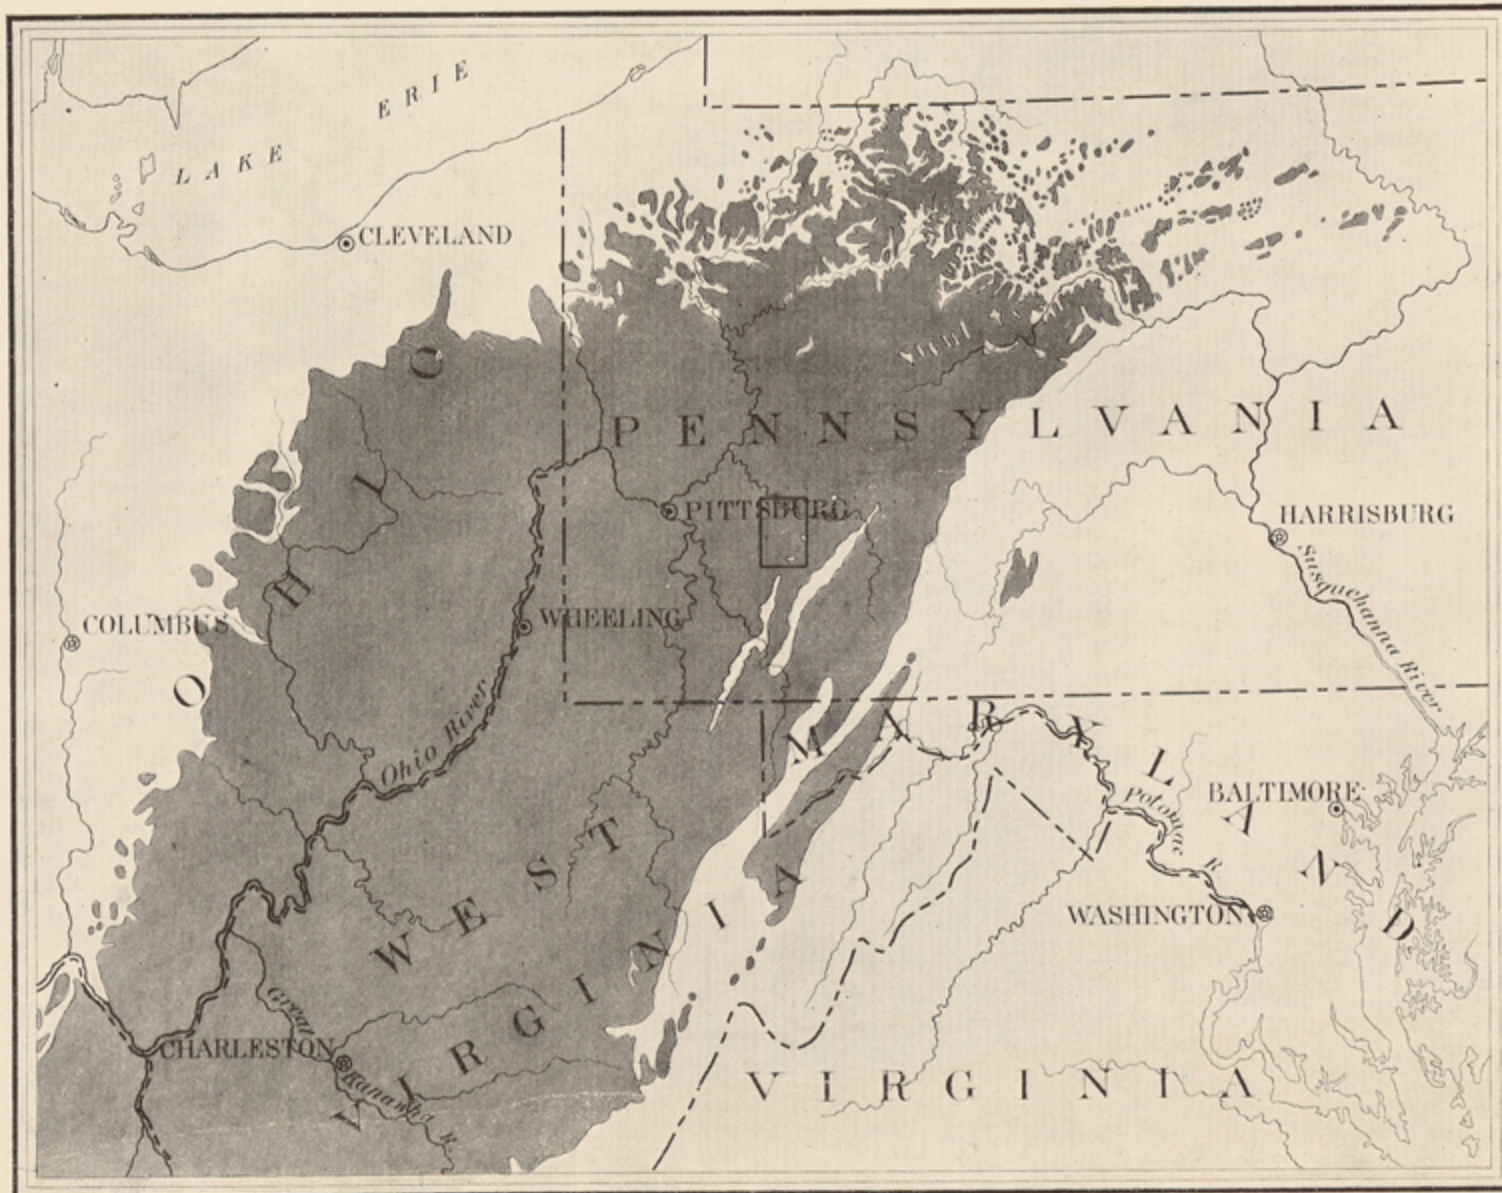 LAKE ERIE
CLEVELAND
OHIO
PENNSYLVANIA
PITTSBURG
HARRISBURG
Susquehanna River
COLUMBUS
WHEELING
Ohio River
MARYLAND
Potomac R.
BALTIMORE
WASHINGTON
WEST VIRGINIA
CHARLESTON
Great Kanawha R.
VIRGINIA